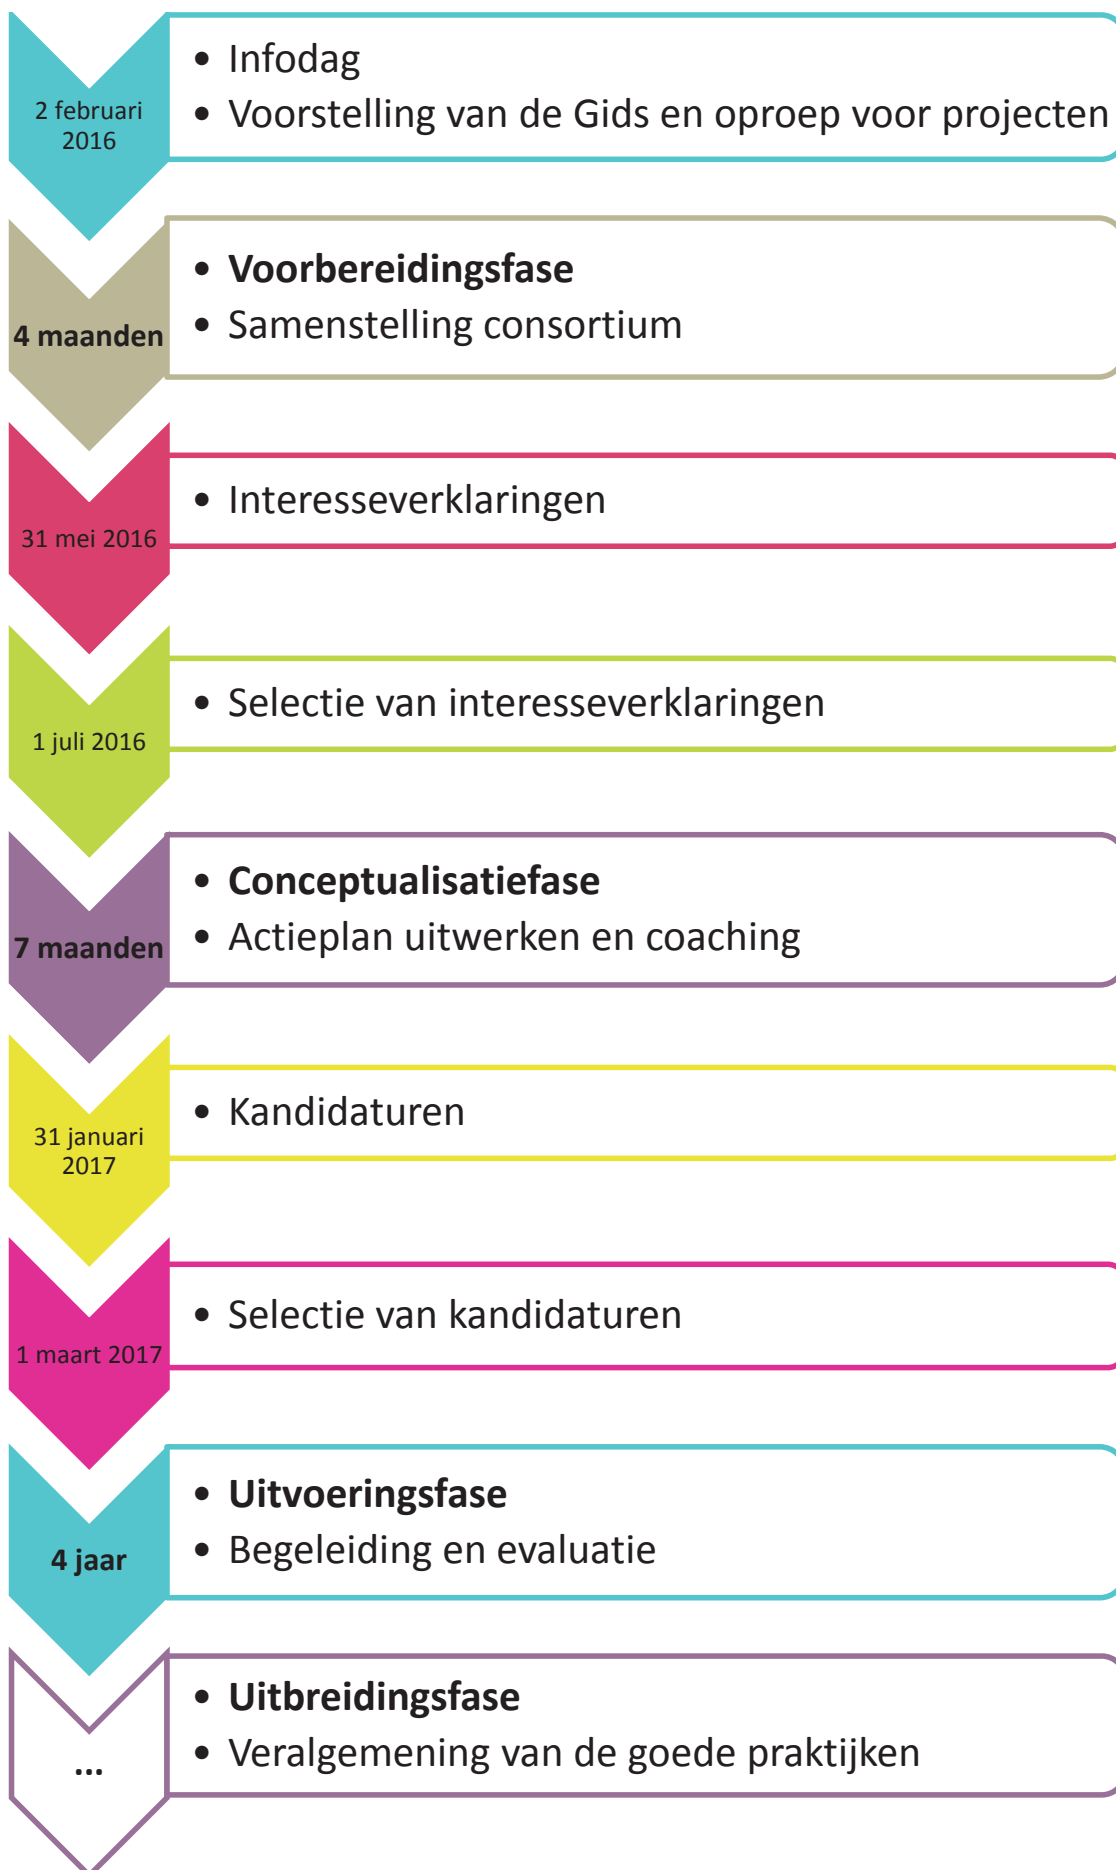 2 februari
2016
• Infodag
• Voorstelling van de Gids en oproep voor projecten
4 maanden
• Voorbereidingsfase
• Samenstelling consortium
31 mei 2016
• Interesseverklaringen
1 juli 2016
• Selectie van interesseverklaringen
7 maanden
• Conceptualisatiefase
• Actieplan uitwerken en coaching
31 januari
2017
• Kandidaturen
1 maart 2017
• Selectie van kandidaturen
4 jaar
• Uitvoeringsfase
• Begeleiding en evaluatie
...
• Uitbreidingsfase
• Veralgemening van de goede praktijken